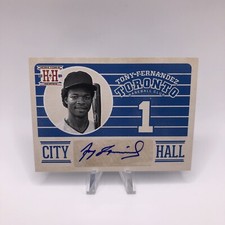 H·H
TONY FERNANDEZ
TORONTO
1
CITY HALL